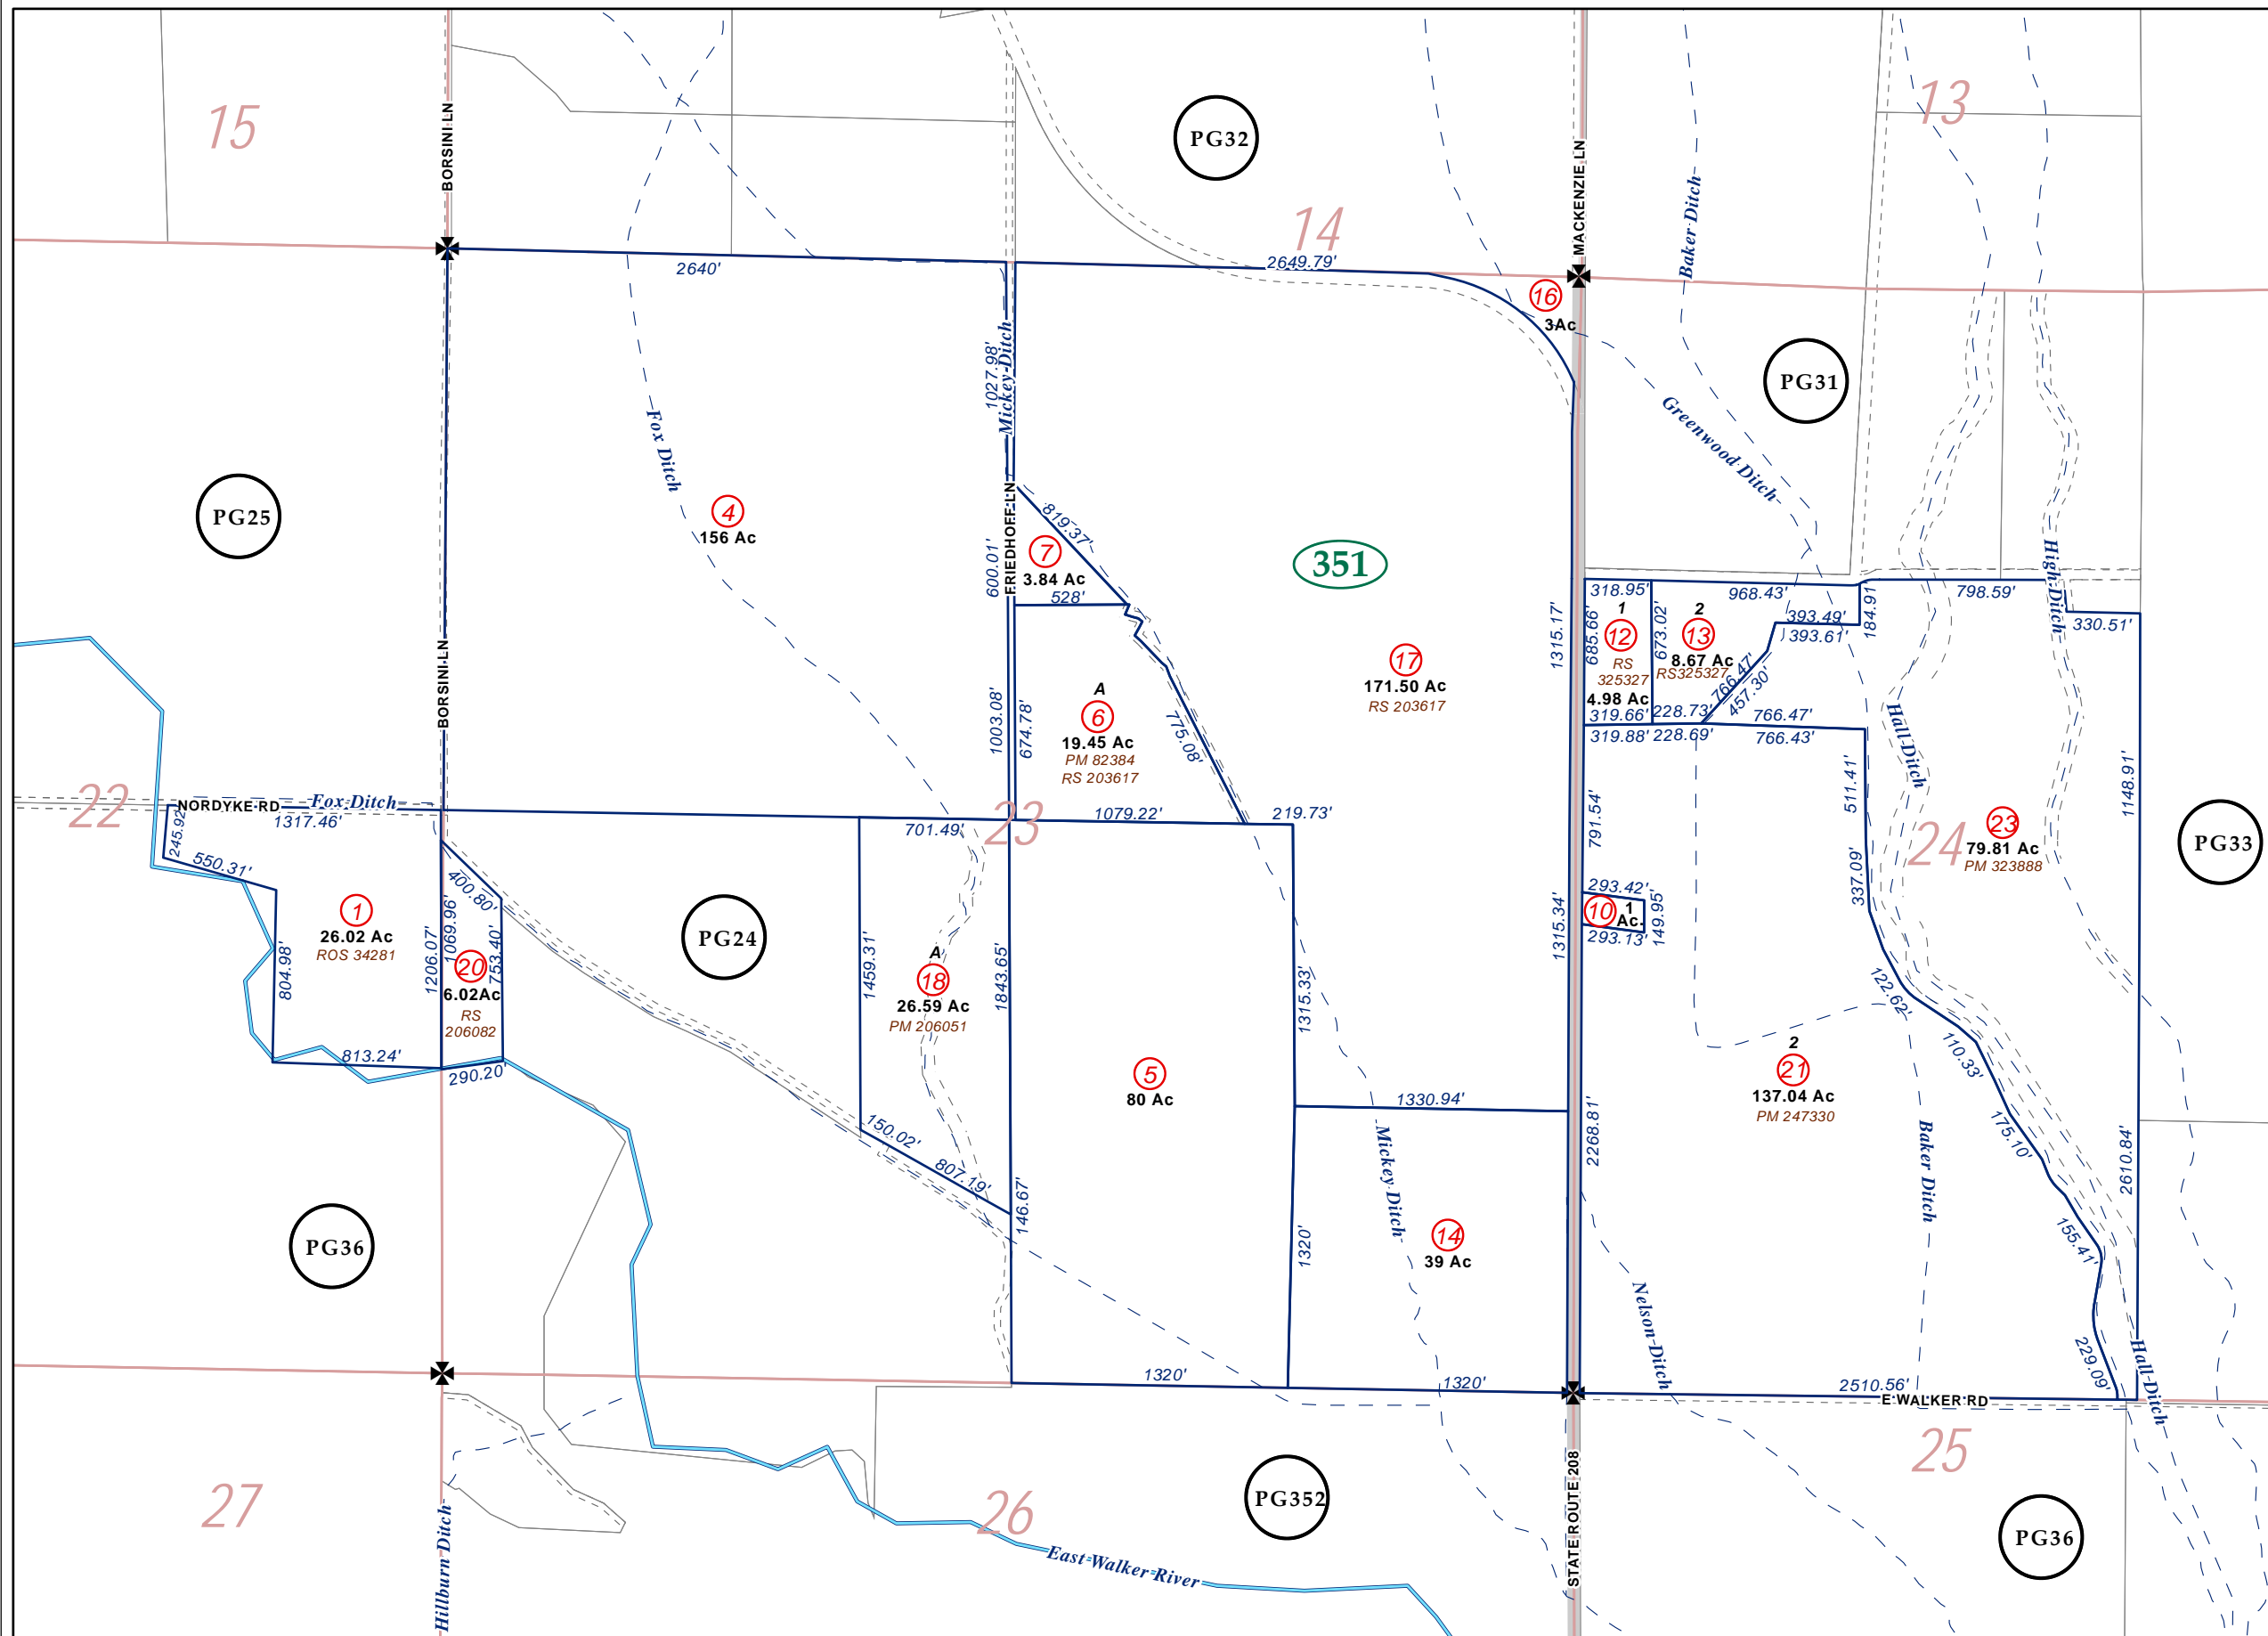 15
BORSINI LN
PG32
14
MACKENZIE LN
Baker Ditch
13
2640'
2649.79'
16
3Ac
1027.98'
Mickey Ditch
PG31
Greenwood Ditch
Fox Ditch
PG25
4
156 Ac
FRIEDHOFF LN
819.37'
7
3.84 Ac
528'
600.01'
351
High Ditch
318.95'
968.43'
798.59'
1
12
RS
325327
4.98 Ac
685.66'
673.02'
2
13
8.67 Ac
RS325327
393.49'
393.61'
184.91'
330.51'
1315.17'
766.47'
457.30'
17
171.50 Ac
RS 203617
A
6
19.45 Ac
PM 82384
RS 203617
1003.08'
674.78'
775.08'
BORSINI LN
319.66'
228.73'
766.47'
319.88'
228.69'
766.43'
Hall Ditch
22
NORDYKE RD
Fox Ditch
1317.46'
245.92'
550.31'
701.49'
23
1079.22'
219.73'
791.54'
511.41'
1148.91'
24
23
79.81 Ac
PM 323888
PG33
337.09'
400.80'
1
26.02 Ac
ROS 34281
804.98'
1206.07'
1069.96'
753.40'
20
6.02Ac
RS
206082
PG24
1459.31'
A
18
26.59 Ac
PM 206051
1843.65'
1315.33'
1315.34'
293.42'
10
1
Ac.
149.95'
293.13'
122.62'
813.24'
290.20'
5
80 Ac
110.33'
2
21
137.04 Ac
PM 247330
1330.94'
2268.81'
175.10'
150.02'
807.19'
146.67'
Mickey Ditch
Baker Ditch
2610.84'
PG36
1320'
14
39 Ac
155.41'
Nelson Ditch
229.09'
Hall Ditch
1320'
1320'
2510.56'
E WALKER RD
27
Hillburn Ditch
26
PG352
STATE ROUTE 208
25
PG36
East Walker River